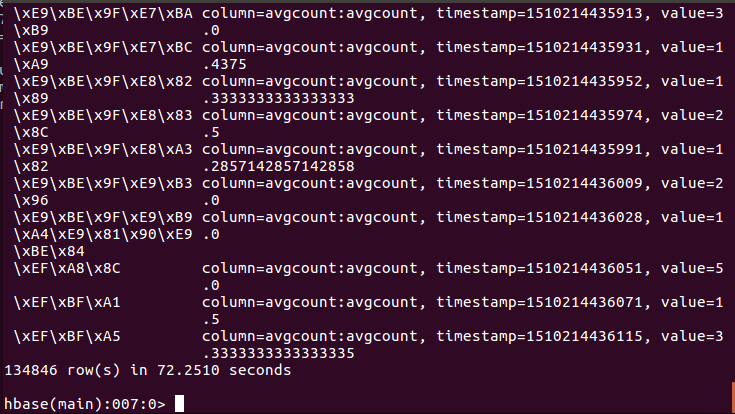 \xE9\xBE\x9F\xE7\xBA column=avgcount:avgcount, timestamp=1510214435913, value=3
\xB9 .0
\xE9\xBE\x9F\xE7\xBC column=avgcount:avgcount, timestamp=1510214435931, value=1
\xA9 .4375
\xE9\xBE\x9F\xE8\x82 column=avgcount:avgcount, timestamp=1510214435952, value=1
\x89 .3333333333333333
\xE9\xBE\x9F\xE8\x83 column=avgcount:avgcount, timestamp=1510214435974, value=2
\x8C .5
\xE9\xBE\x9F\xE8\xA3 column=avgcount:avgcount, timestamp=1510214435991, value=1
\x82 .2857142857142858
\xE9\xBE\x9F\xE9\xB3 column=avgcount:avgcount, timestamp=1510214436009, value=2
\x96 .0
\xE9\xBE\x9F\xE9\xB9 column=avgcount:avgcount, timestamp=1510214436028, value=1
\xA4\xE9\x81\x90\xE9 .0
\xBE\x84
\xEF\xA8\x8C column=avgcount:avgcount, timestamp=1510214436051, value=5
.0
\xEF\xBF\xA1 column=avgcount:avgcount, timestamp=1510214436071, value=1
.5
\xEF\xBF\xA5 column=avgcount:avgcount, timestamp=1510214436115, value=3
.3333333333333335
134846 row(s) in 72.2510 seconds
hbase(main):007:0>